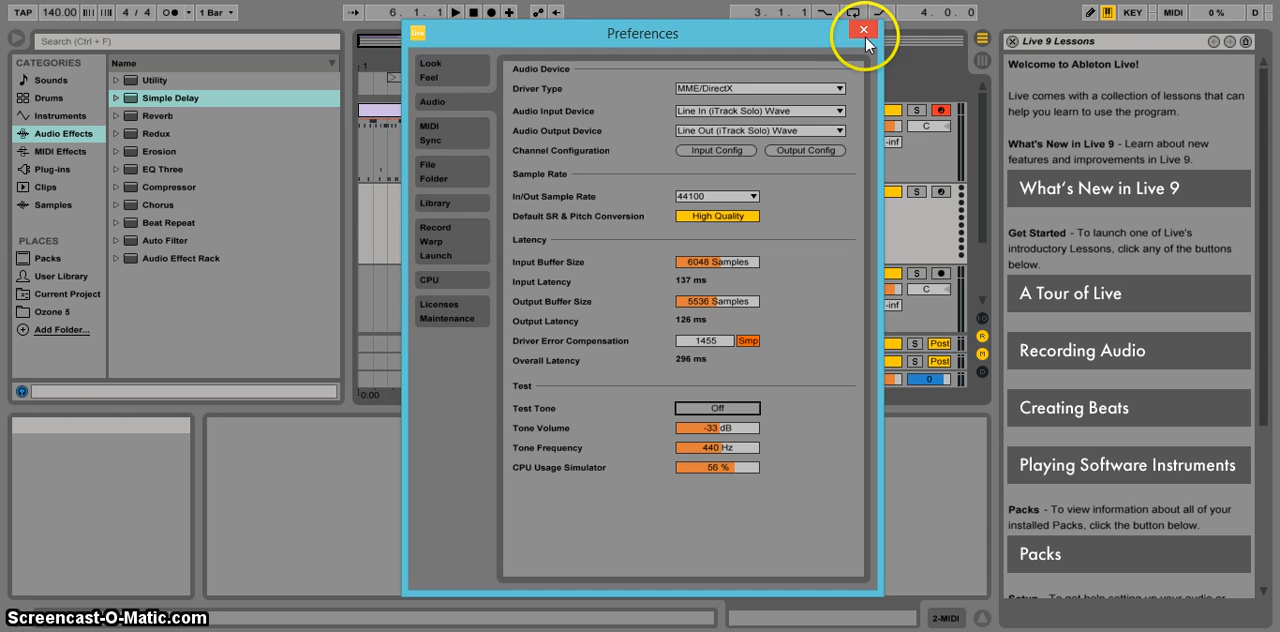 TAP 140.00 4 / 4 1 Bar 6. 1. 1 3. 1. 1 4. 0. 0 KEY MIDI 0 % D
Search (Ctrl + F)
CATEGORIES
Sounds
Drums
Instruments
Audio Effects
MIDI Effects
Plug-ins
Clips
Samples
PLACES
Packs
User Library
Current Project
Ozone 5
Add Folder...
Name
Utility
Simple Delay
Reverb
Redux
Erosion
EQ Three
Compressor
Chorus
Beat Repeat
Auto Filter
Audio Effect Rack
1
0:00
Live
Preferences
Look
Feel
Audio
MIDI
Sync
File
Folder
Library
Record
Warp
Launch
CPU
Licenses
Maintenance
Audio Device
Driver Type MME/DirectX
Audio Input Device Line In (iTrack Solo) Wave
Audio Output Device Line Out (iTrack Solo) Wave
Channel Configuration Input Config Output Config
Sample Rate
In/Out Sample Rate 44100
Default SR & Pitch Conversion High Quality
Latency
Input Buffer Size 6048 Samples
Input Latency 137 ms
Output Buffer Size 5536 Samples
Output Latency 126 ms
Driver Error Compensation 1455 Smp
Overall Latency 296 ms
Test
Test Tone Off
Tone Volume -33 dB
Tone Frequency 440 Hz
CPU Usage Simulator 56 %
S
C
-inf
S
S
C
-inf
S Post
S Post
0
R
M
D
Live 9 Lessons
Welcome to Ableton Live!
Live comes with a collection of lessons that can
help you learn to use the program.
What's New in Live 9 - Learn about new
features and improvements in Live 9.
What's New in Live 9
Get Started - To launch one of Live's
introductory Lessons, click any of the buttons
below.
A Tour of Live
Recording Audio
Creating Beats
Playing Software Instruments
Packs - To view information about all of your
installed Packs, click the button below.
Packs
2-MIDI
Screencast-O-Matic.com